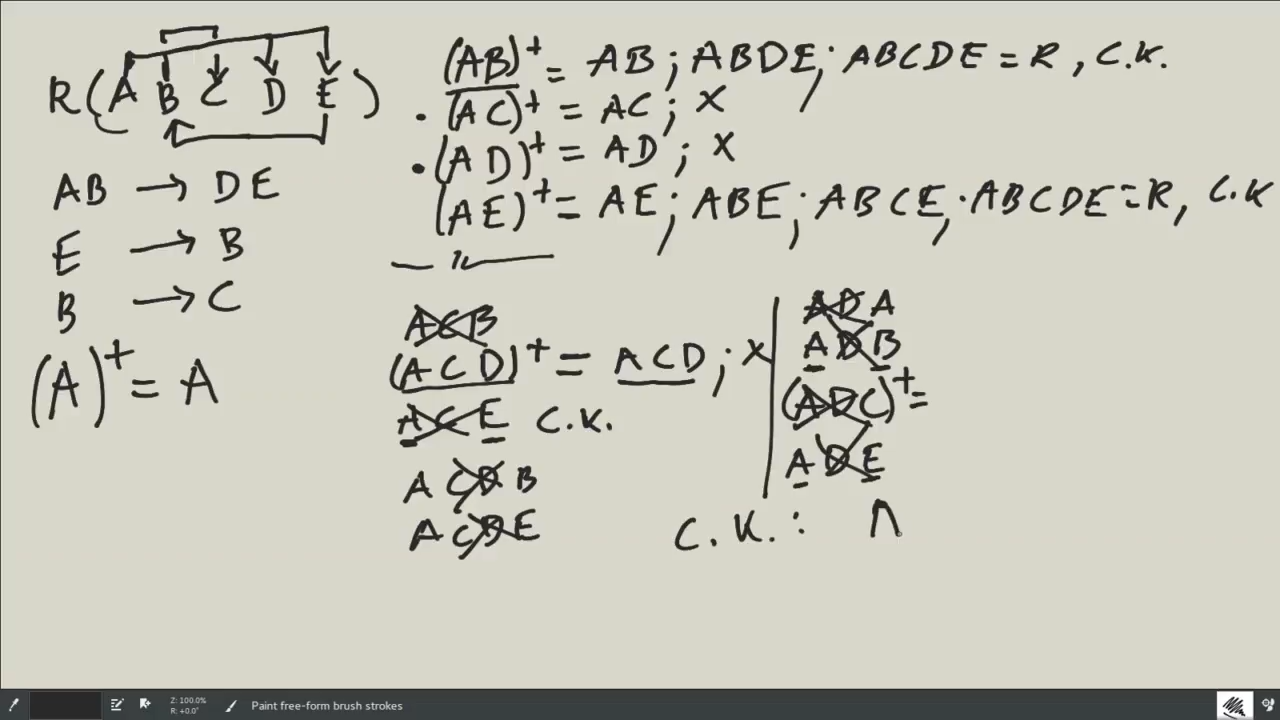 R(A B C D E)
AB → DE
E → B
B → C
(A)+ = A
(AB)+ = AB ; ABDE ; ABCDE = R , C.K.
. (AC)+ = AC ; X
. (AD)+ = AD ; X
(AE)+ = AE ; ABE ; ABCE , ABCDE = R , C.K
ACB
(ACD)+ = ACD ; X
ACE C.K.
ACDB
ACDE
ADA
ADB
(ADC)+ =
ADE
C.K. :
Z: 100.0%
R: +0.0°
Paint free-form brush strokes